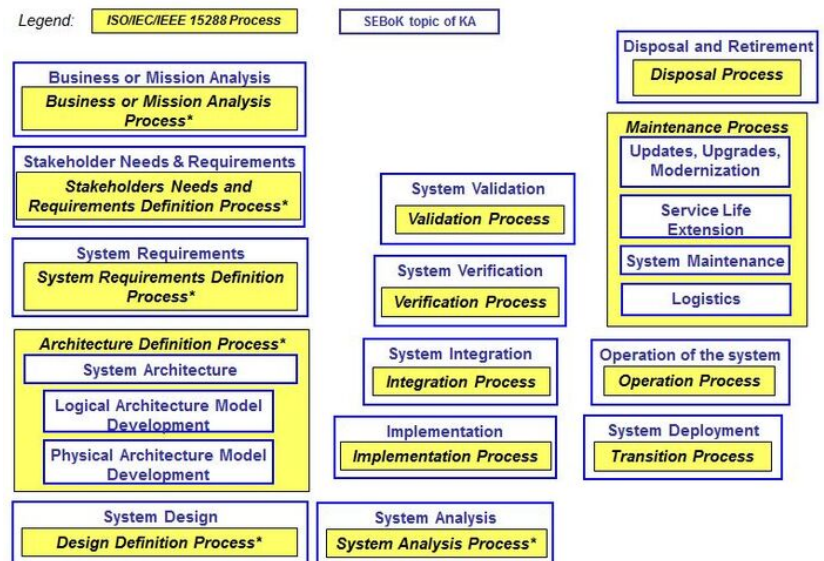 Legend:
ISO/IEC/IEEE 15288 Process
SEBoK topic of KA
Business or Mission Analysis
Business or Mission Analysis
Process*
Stakeholder Needs & Requirements
Stakeholders Needs and
Requirements Definition Process*
System Requirements
System Requirements Definition
Process*
Architecture Definition Process*
System Architecture
Logical Architecture Model
Development
Physical Architecture Model
Development
System Design
Design Definition Process*
System Validation
Validation Process
System Verification
Verification Process
System Integration
Integration Process
Implementation
Implementation Process
System Analysis
System Analysis Process*
Disposal and Retirement
Disposal Process
Maintenance Process
Updates, Upgrades,
Modernization
Service Life
Extension
System Maintenance
Logistics
Operation of the system
Operation Process
System Deployment
Transition Process